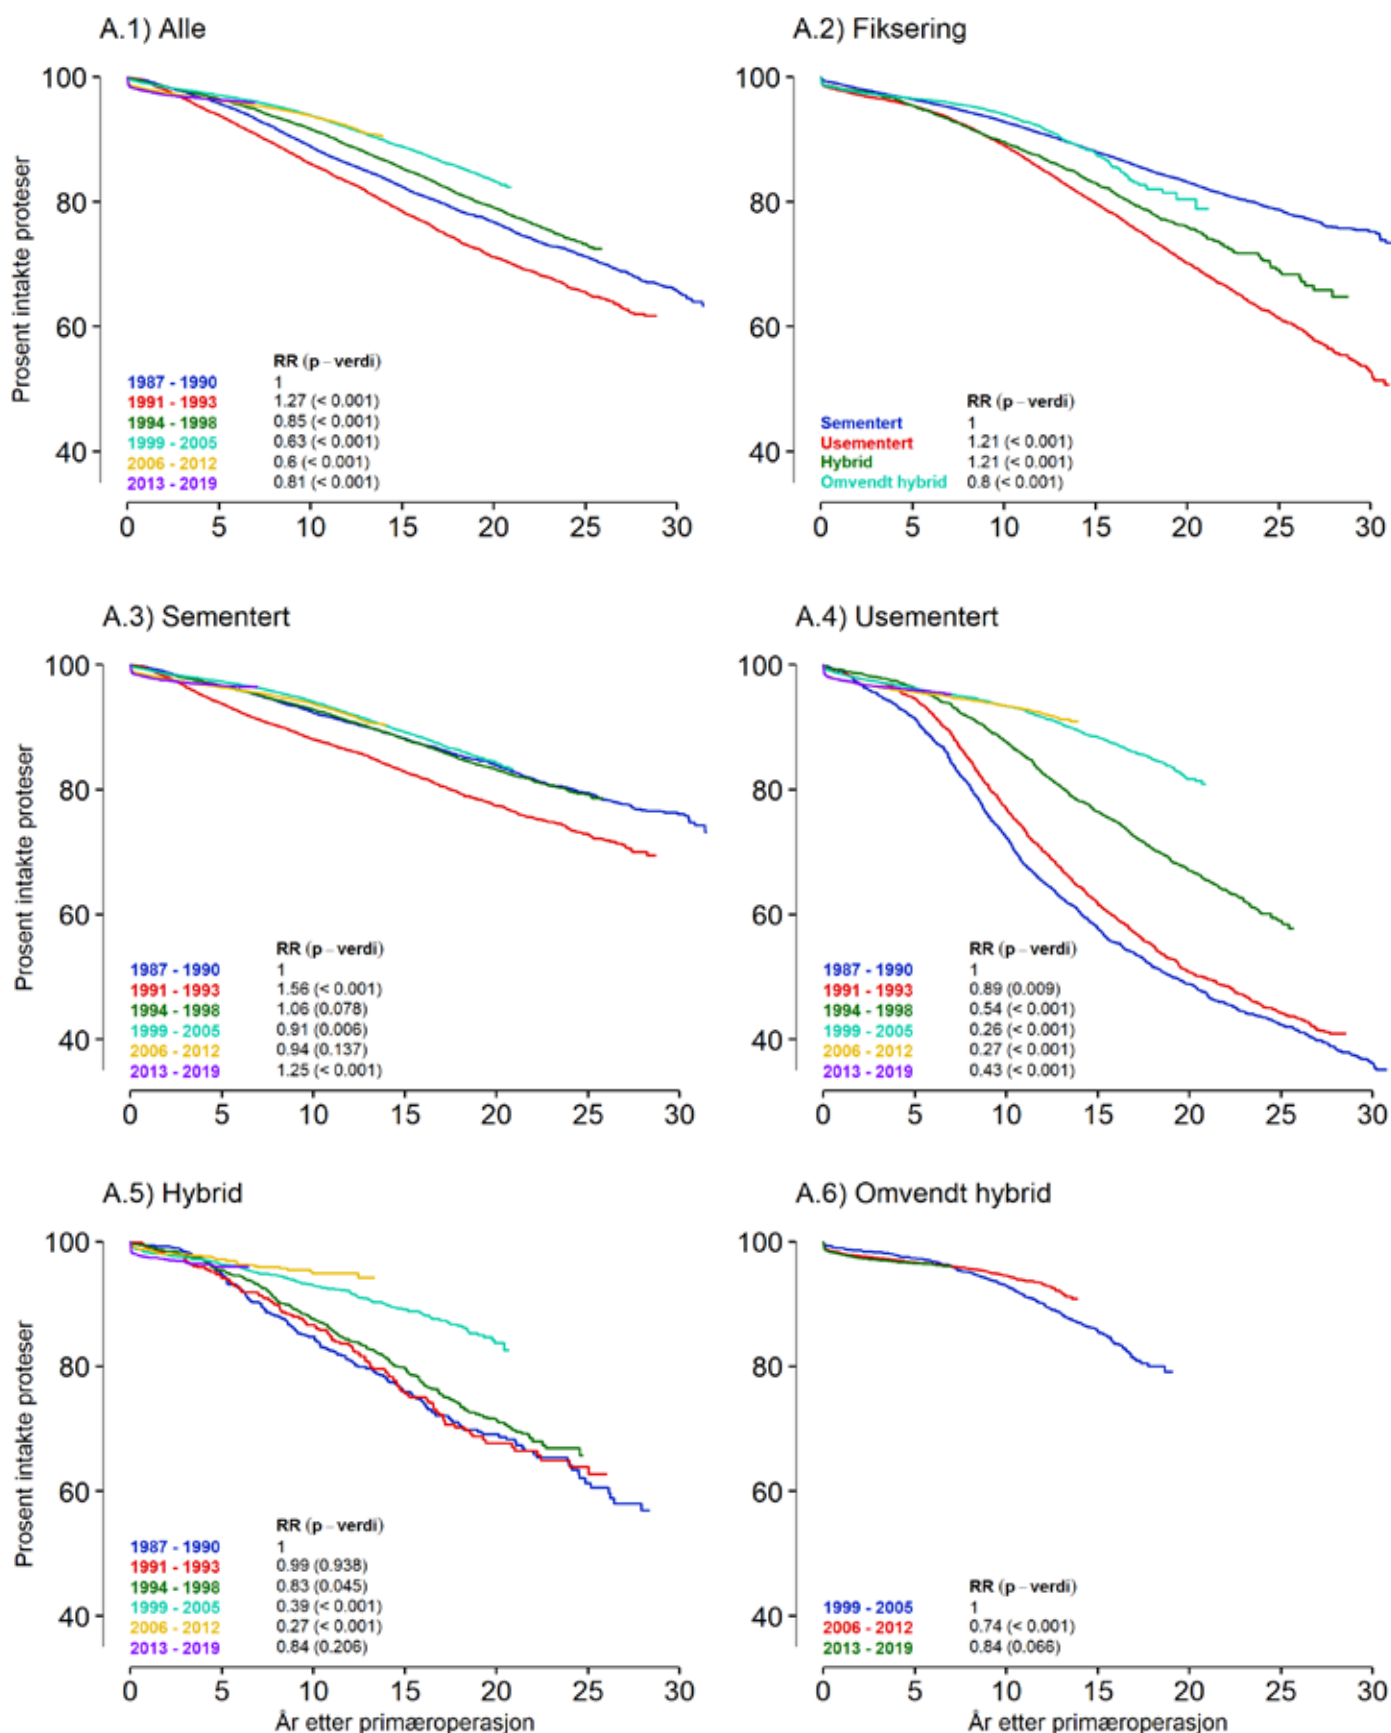 A.1) Alle
Prosent intakte proteser
100
80
60
40
RR (p – verdi)
1987 - 1990 1
1991 - 1993 1.27 (< 0.001)
1994 - 1998 0.85 (< 0.001)
1999 - 2005 0.63 (< 0.001)
2006 - 2012 0.6 (< 0.001)
2013 - 2019 0.81 (< 0.001)
0 5 10 15 20 25 30
A.2) Fiksering
100
80
60
40
RR (p – verdi)
Sementert 1
Usementert 1.21 (< 0.001)
Hybrid 1.21 (< 0.001)
Omvendt hybrid 0.8 (< 0.001)
0 5 10 15 20 25 30
A.3) Sementert
Prosent intakte proteser
100
80
60
40
RR (p – verdi)
1987 - 1990 1
1991 - 1993 1.56 (< 0.001)
1994 - 1998 1.06 (0.078)
1999 - 2005 0.91 (0.006)
2006 - 2012 0.94 (0.137)
2013 - 2019 1.25 (< 0.001)
0 5 10 15 20 25 30
A.4) Usementert
100
80
60
40
RR (p – verdi)
1987 - 1990 1
1991 - 1993 0.89 (0.009)
1994 - 1998 0.54 (< 0.001)
1999 - 2005 0.26 (< 0.001)
2006 - 2012 0.27 (< 0.001)
2013 - 2019 0.43 (< 0.001)
0 5 10 15 20 25 30
A.5) Hybrid
Prosent intakte proteser
100
80
60
40
RR (p – verdi)
1987 - 1990 1
1991 - 1993 0.99 (0.938)
1994 - 1998 0.83 (0.045)
1999 - 2005 0.39 (< 0.001)
2006 - 2012 0.27 (< 0.001)
2013 - 2019 0.84 (0.206)
0 5 10 15 20 25 30
År etter primæroperasjon
A.6) Omvendt hybrid
100
80
60
40
RR (p – verdi)
1999 - 2005 1
2006 - 2012 0.74 (< 0.001)
2013 - 2019 0.84 (0.066)
0 5 10 15 20 25 30
År etter primæroperasjon